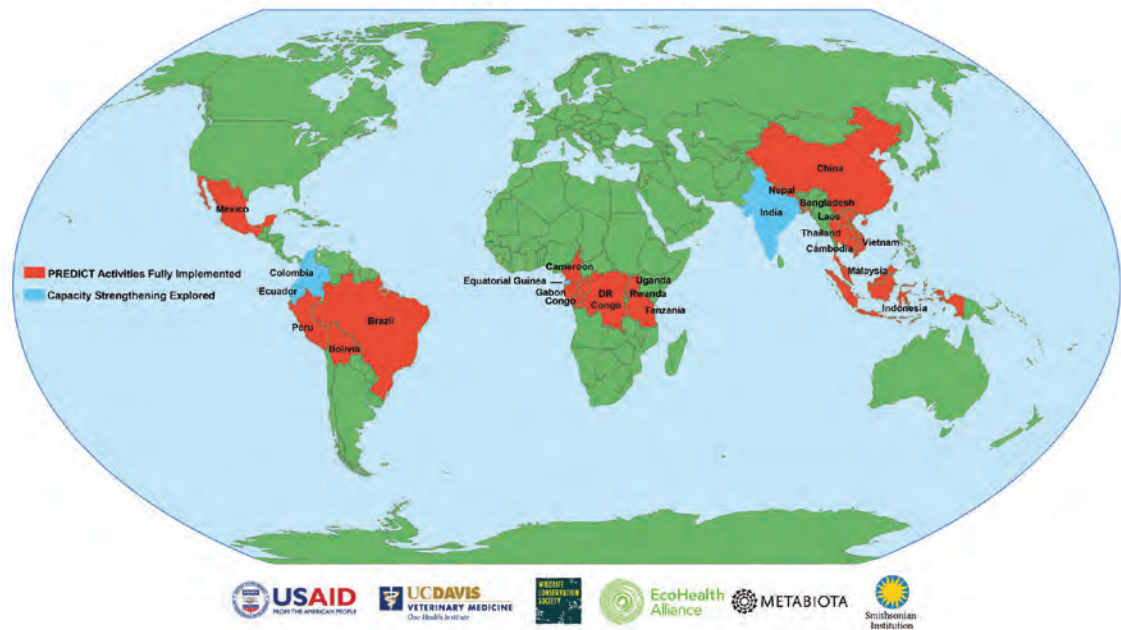 China
Nepal
Bangladesh
India
Laos
Mexico
Thailand
Vietnam
Cambodia
Colombia
Cameroon
Malaysia
PREDICT Activities Fully Implemented
Equatorial Guinea
Uganda
Ecuador
Gabon
DR
Rwanda
Capacity Strengthening Explored
Congo
Congo
Indonesia
Tanzania
Peru
Brazil
Bolivia
USAID
FROM THE AMERICAN PEOPLE
UCDAVIS
VETERINARY MEDICINE
One Health Institute
WILDLIFE
CONSERVATION
SOCIETY
EcoHealth
Alliance
METABIOTA
Smithsonian
Institution